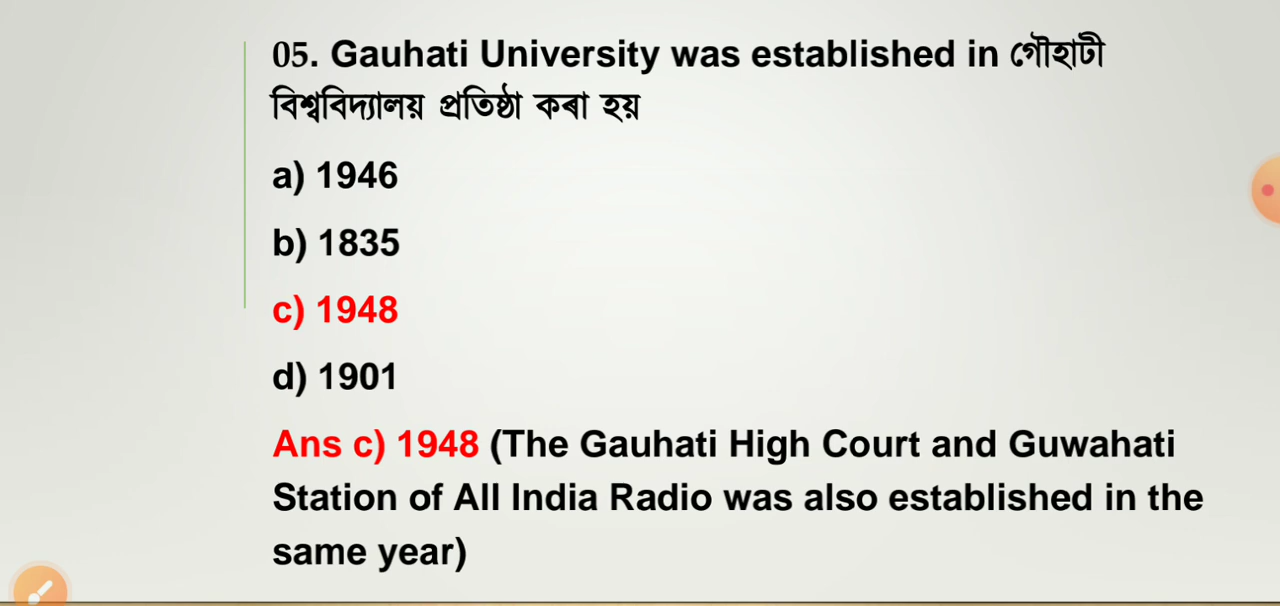 05. Gauhati University was established in গৌহাটী
বিশ্ববিদ্যালয় প্ৰতিষ্ঠা কৰা হয়
a) 1946
b) 1835
c) 1948
d) 1901
Ans c) 1948 (The Gauhati High Court and Guwahati
Station of All India Radio was also established in the
same year)